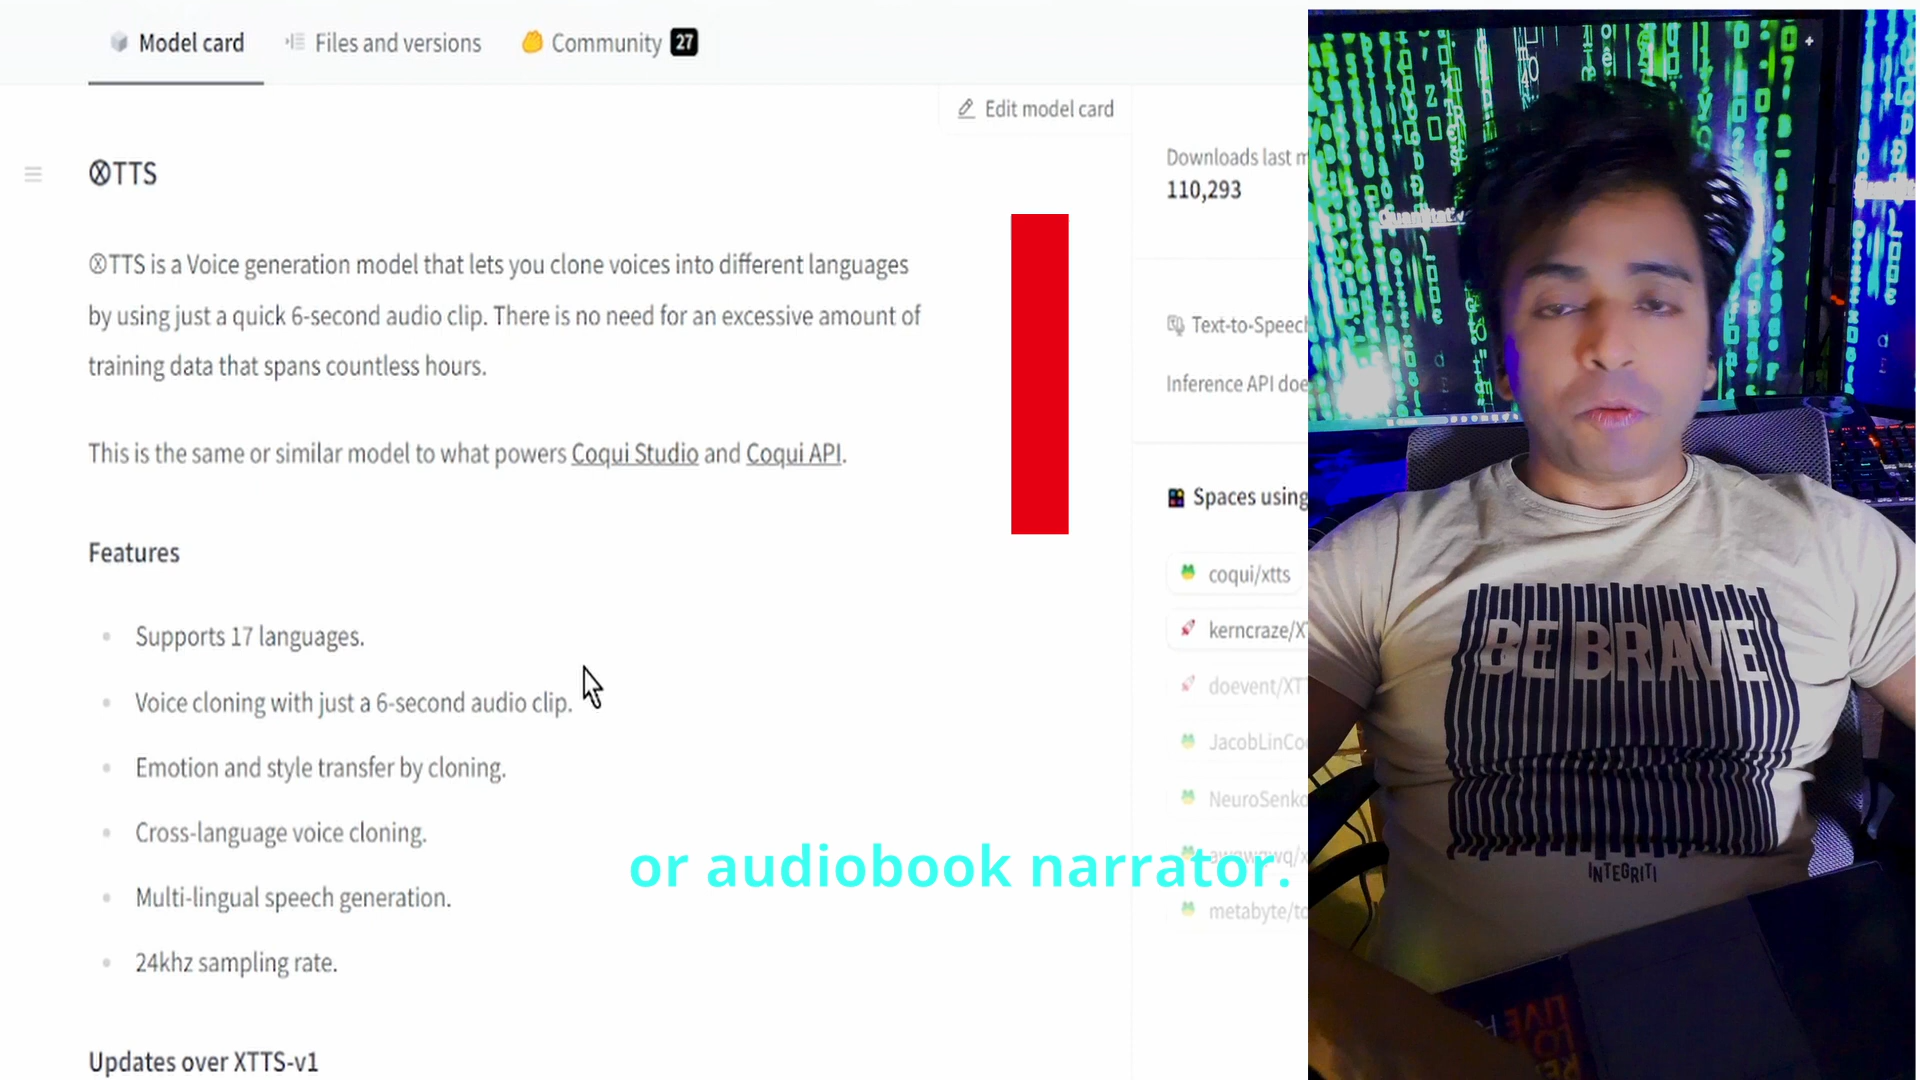 Model card
Files and versions
Community 27
Edit model card
ⓍTTS
ⓍTTS is a Voice generation model that lets you clone voices into different languages
by using just a quick 6-second audio clip. There is no need for an excessive amount of
training data that spans countless hours.
This is the same or similar model to what powers Coqui Studio and Coqui API.
Features
Supports 17 languages.
Voice cloning with just a 6-second audio clip.
Emotion and style transfer by cloning.
Cross-language voice cloning.
Multi-lingual speech generation.
24khz sampling rate.
Updates over XTTS-v1
Downloads last m
110,293
Text-to-Speech
Inference API doe
Spaces using
coqui/xtts
kerncraze/X
doevent/XT
JacobLinCo
NeuroSenko
metabyte/to
or audiobook narrator.
BE BRAVE
INTEGRITI